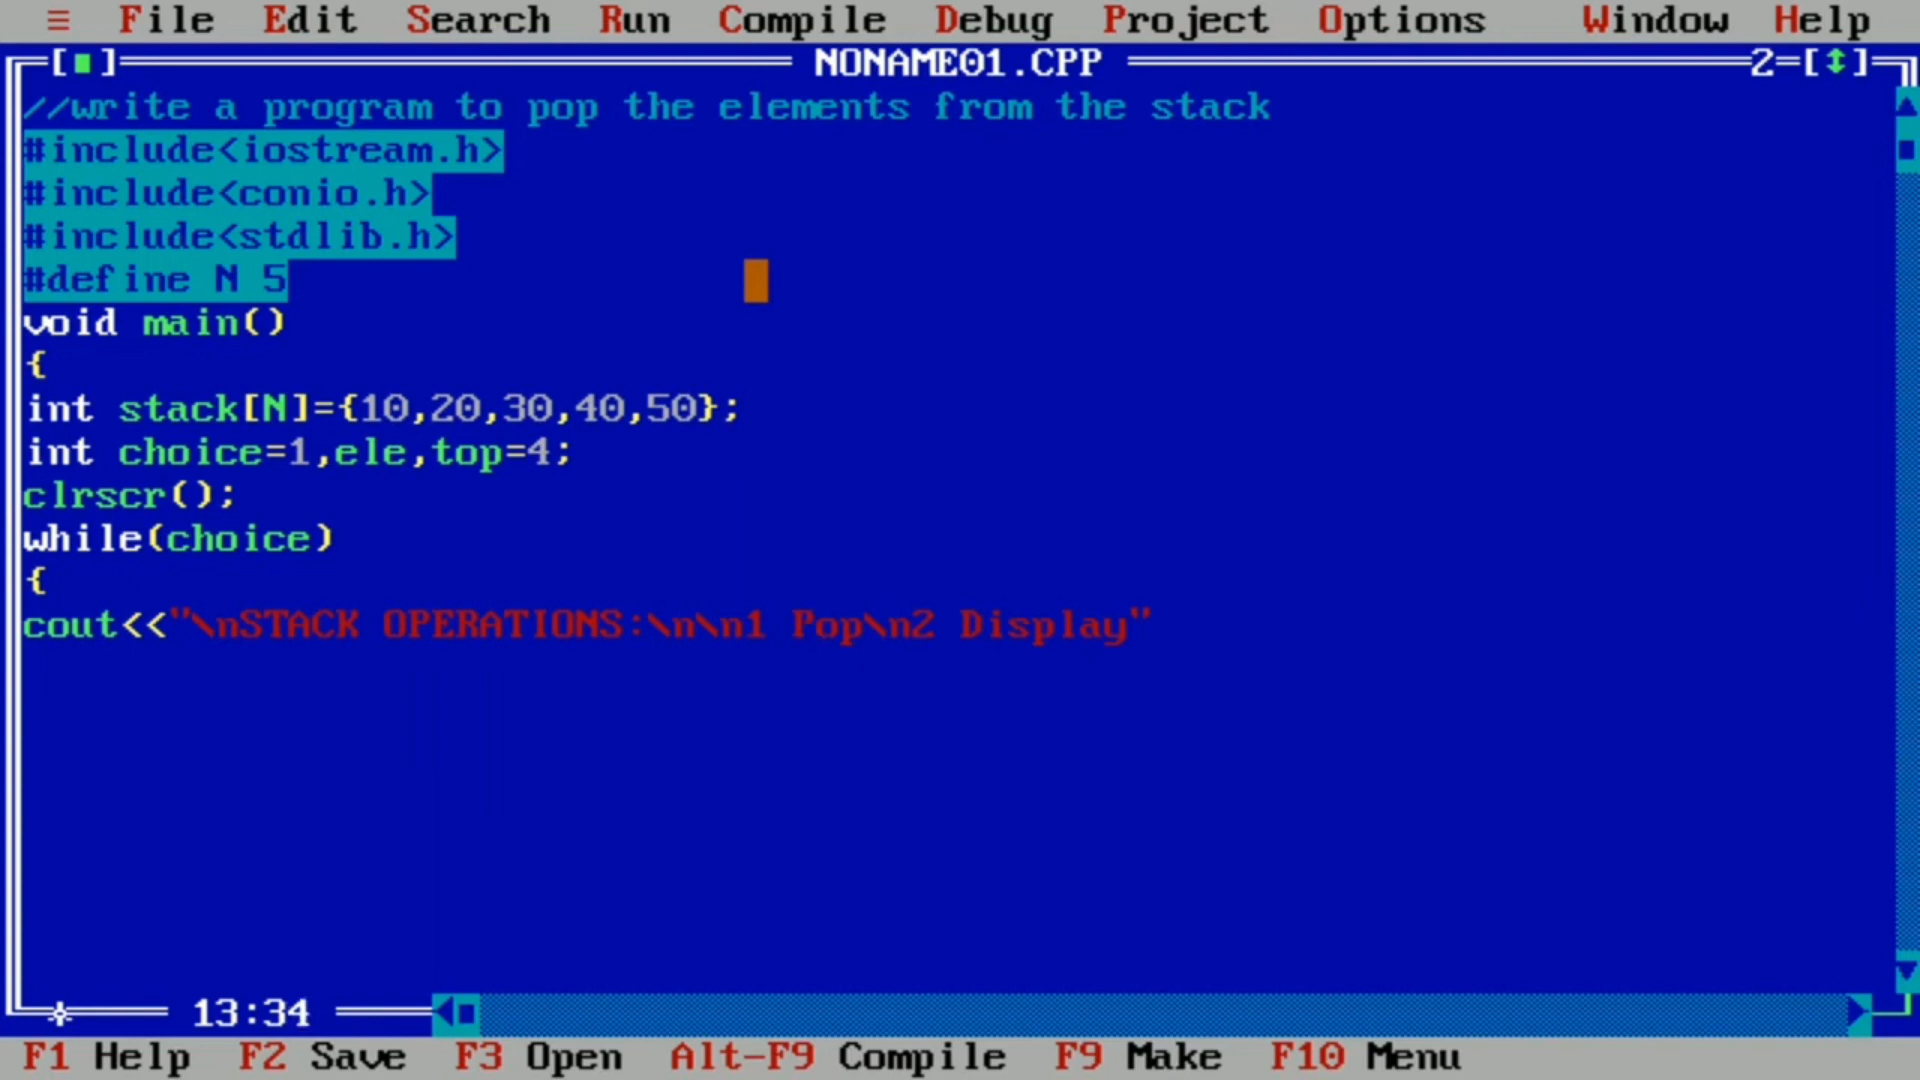 ≡ File Edit Search Run Compile Debug Project Options Window Help
[■] NONAME01.CPP 2=[↕]
//write a program to pop the elements from the stack
#include<iostream.h>
#include<conio.h>
#include<stdlib.h>
#define N 5
void main()
{
int stack[N]={10,20,30,40,50};
int choice=1,ele,top=4;
clrscr();
while(choice)
{
cout<<"\nSTACK OPERATIONS:\n\n1 Pop\n2 Display"
13:34
F1 Help F2 Save F3 Open Alt-F9 Compile F9 Make F10 Menu